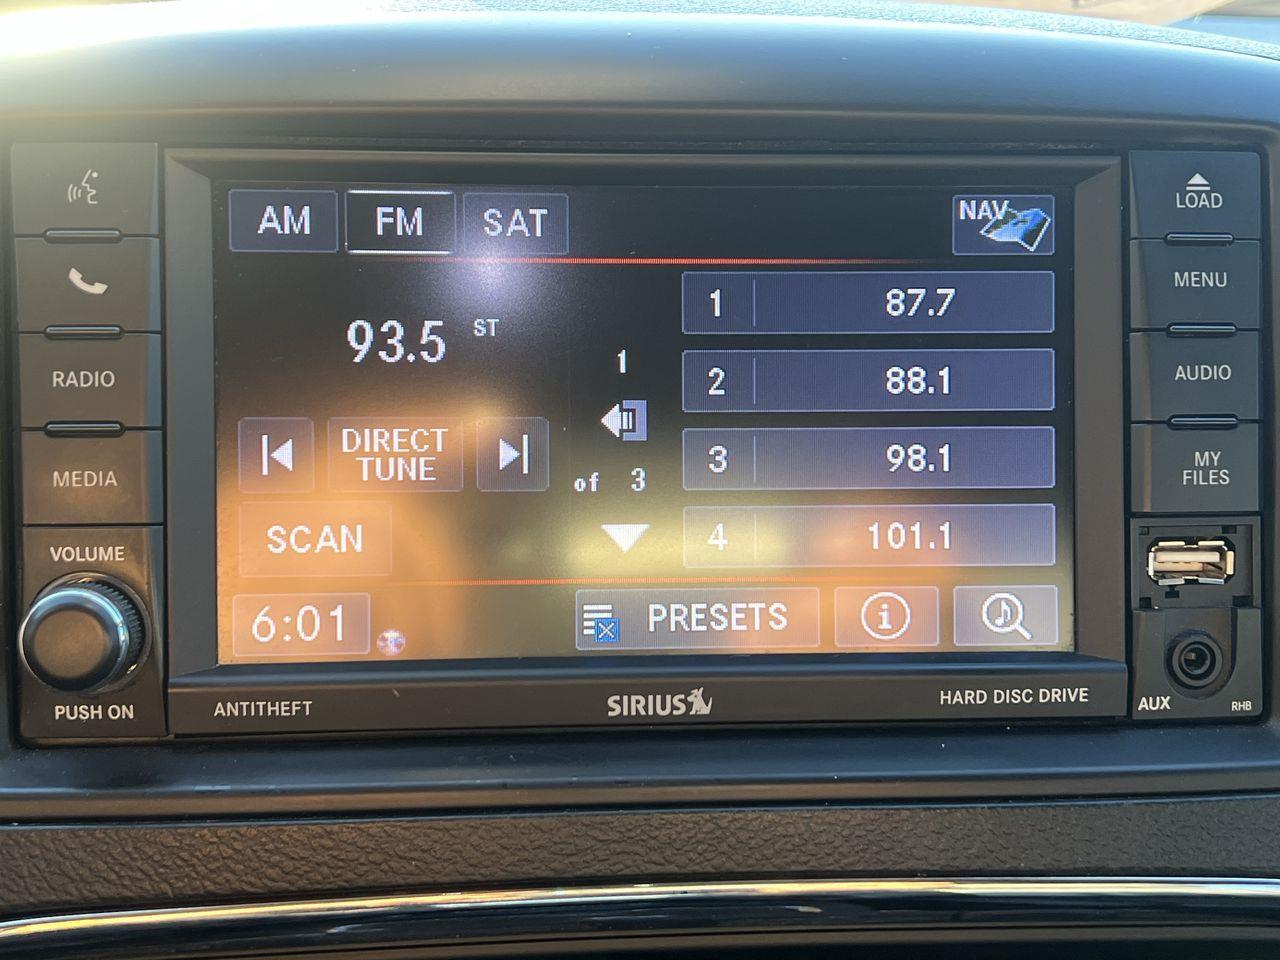 AM
FM
SAT
NAV
93.5
ST
1
of 3
DIRECT
TUNE
SCAN
1
87.7
2
88.1
3
98.1
4
101.1
6:01
PRESETS
i
RADIO
MEDIA
VOLUME
PUSH ON
ANTITHEFT
SIRIUS
HARD DISC DRIVE
LOAD
MENU
AUDIO
MY
FILES
AUX
RHB